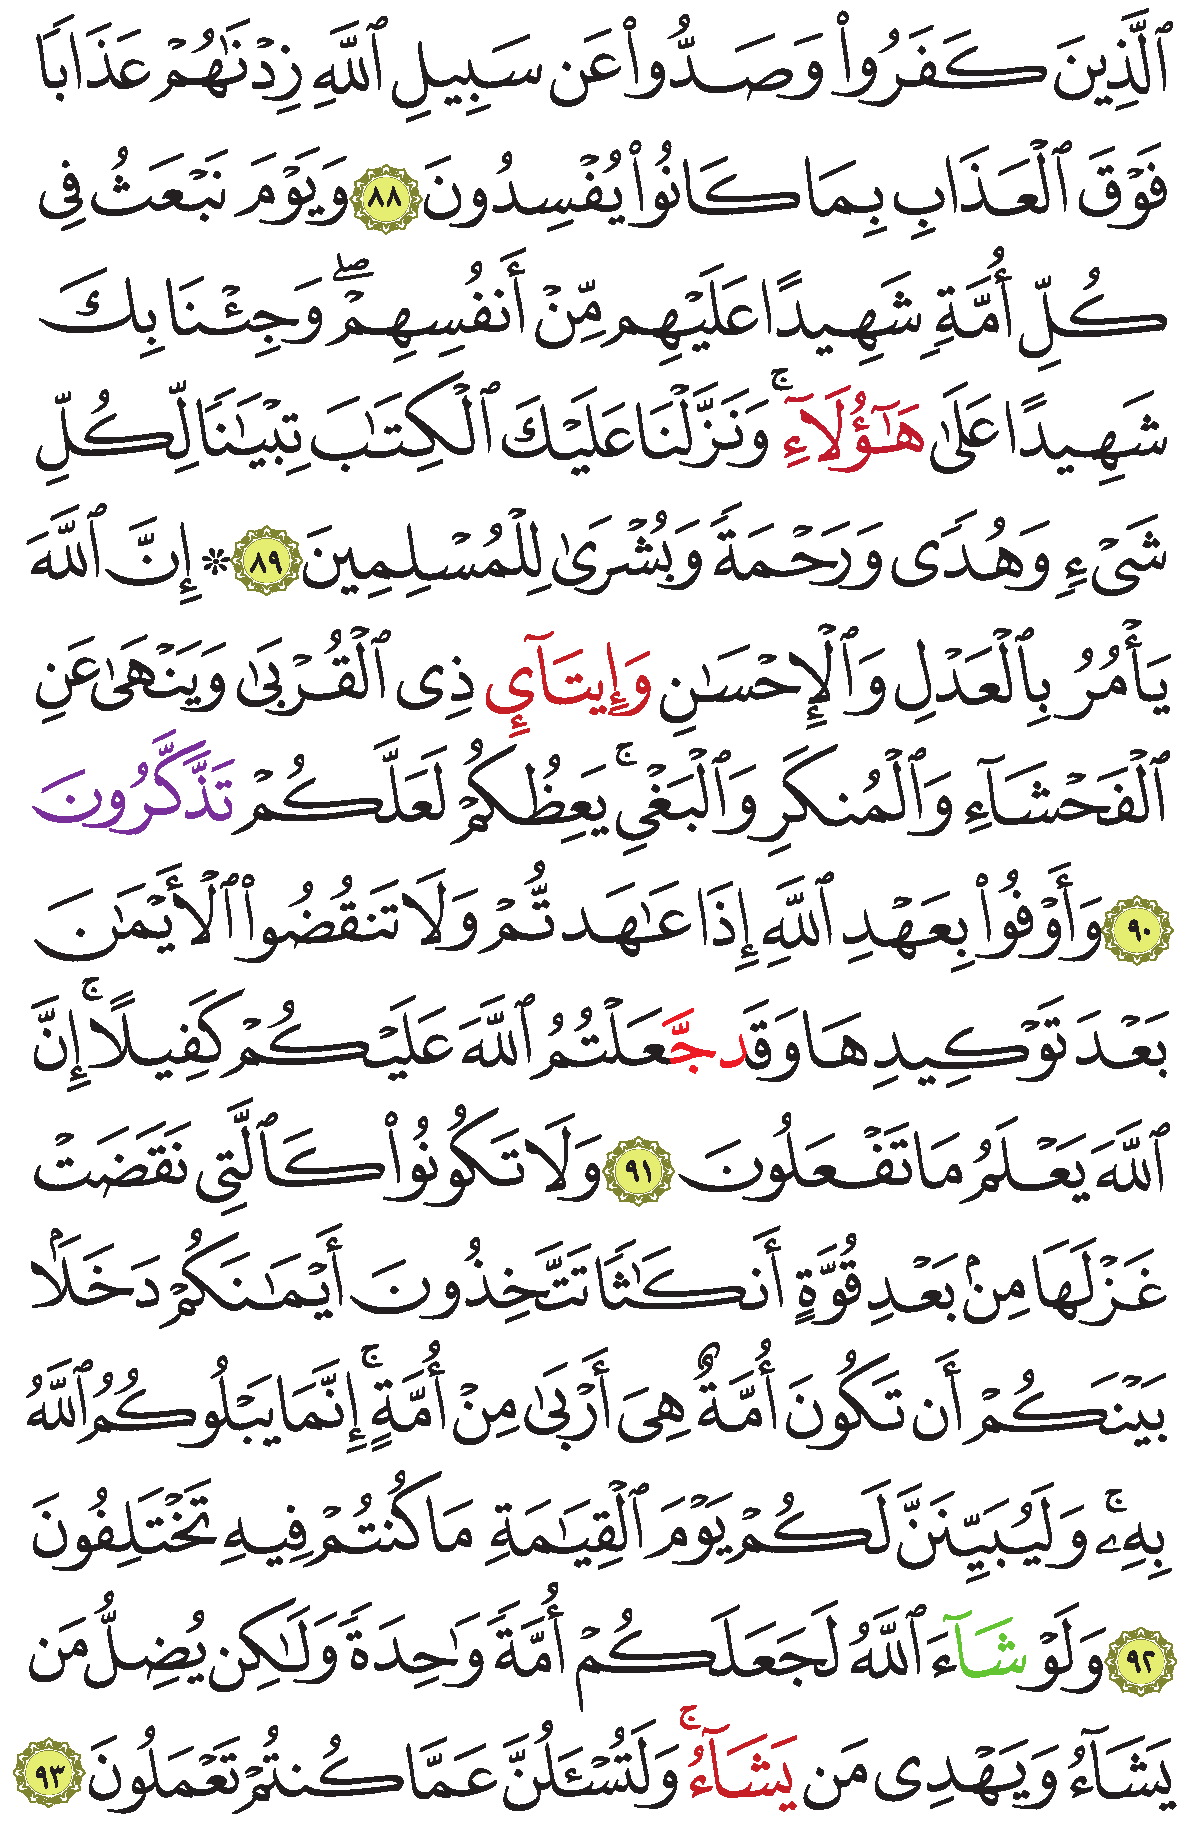 ٱلَّذِينَ كَفَرُوا۟ وَصَدُّوا۟ عَن سَبِيلِ ٱللَّهِ زِدْنَٰهُمْ عَذَابًا
فَوْقَ ٱلْعَذَابِ بِمَا كَانُوا۟ يُفْسِدُونَ ٨٨ وَيَوْمَ نَبْعَثُ فِى
كُلِّ أُمَّةٍ شَهِيدًا عَلَيْهِم مِّنْ أَنفُسِهِمْ ۖ وَجِئْنَا بِكَ
شَهِيدًا عَلَىٰ هَٰٓؤُلَآءِ ۚ وَنَزَّلْنَا عَلَيْكَ ٱلْكِتَٰبَ تِبْيَٰنًا لِّكُلِّ
شَىْءٍ وَهُدًى وَرَحْمَةً وَبُشْرَىٰ لِلْمُسْلِمِينَ ٨٩ ۞ إِنَّ ٱللَّهَ
يَأْمُرُ بِٱلْعَدْلِ وَٱلْإِحْسَٰنِ وَإِيتَآئِ ذِى ٱلْقُرْبَىٰ وَيَنْهَىٰ عَنِ
ٱلْفَحْشَآءِ وَٱلْمُنكَرِ وَٱلْبَغْىِ ۚ يَعِظُكُمْ لَعَلَّكُمْ تَذَّكَّرُونَ
٩٠ وَأَوْفُوا۟ بِعَهْدِ ٱللَّهِ إِذَا عَٰهَدتُّمْ وَلَا تَنقُضُوا۟ ٱلْأَيْمَٰنَ
بَعْدَ تَوْكِيدِهَا وَقَد جَّعَلْتُمُ ٱللَّهَ عَلَيْكُمْ كَفِيلًا ۚ إِنَّ
ٱللَّهَ يَعْلَمُ مَا تَفْعَلُونَ ٩١ وَلَا تَكُونُوا۟ كَٱلَّتِى نَقَضَتْ
غَزْلَهَا مِنۢ بَعْدِ قُوَّةٍ أَنكَٰثًا تَتَّخِذُونَ أَيْمَٰنَكُمْ دَخَلَۢا
بَيْنَكُمْ أَن تَكُونَ أُمَّةٌ هِىَ أَرْبَىٰ مِنْ أُمَّةٍ ۚ إِنَّمَا يَبْلُوكُمُ ٱللَّهُ
بِهِۦ ۚ وَلَيُبَيِّنَنَّ لَكُمْ يَوْمَ ٱلْقِيَٰمَةِ مَا كُنتُمْ فِيهِ تَخْتَلِفُونَ
٩٢ وَلَوْ شَآءَ ٱللَّهُ لَجَعَلَكُمْ أُمَّةً وَٰحِدَةً وَلَٰكِن يُضِلُّ مَن
يَشَآءُ وَيَهْدِى مَن يَشَآءُ ۚ وَلَتُسْـَٔلُنَّ عَمَّا كُنتُمْ تَعْمَلُونَ ٩٣